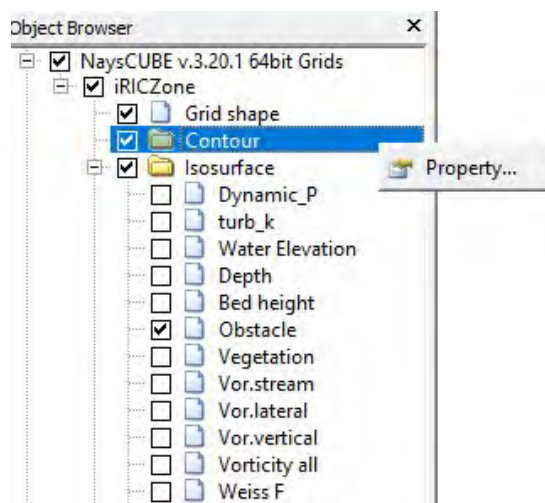 Object Browser
NaysCUBE v.3.20.1 64bit Grids
iRICZone
Grid shape
Contour
Property...
Isosurface
Dynamic_P
turb_k
Water Elevation
Depth
Bed height
Obstacle
Vegetation
Vor.stream
Vor.lateral
Vor.vertical
Vorticity all
Weiss F